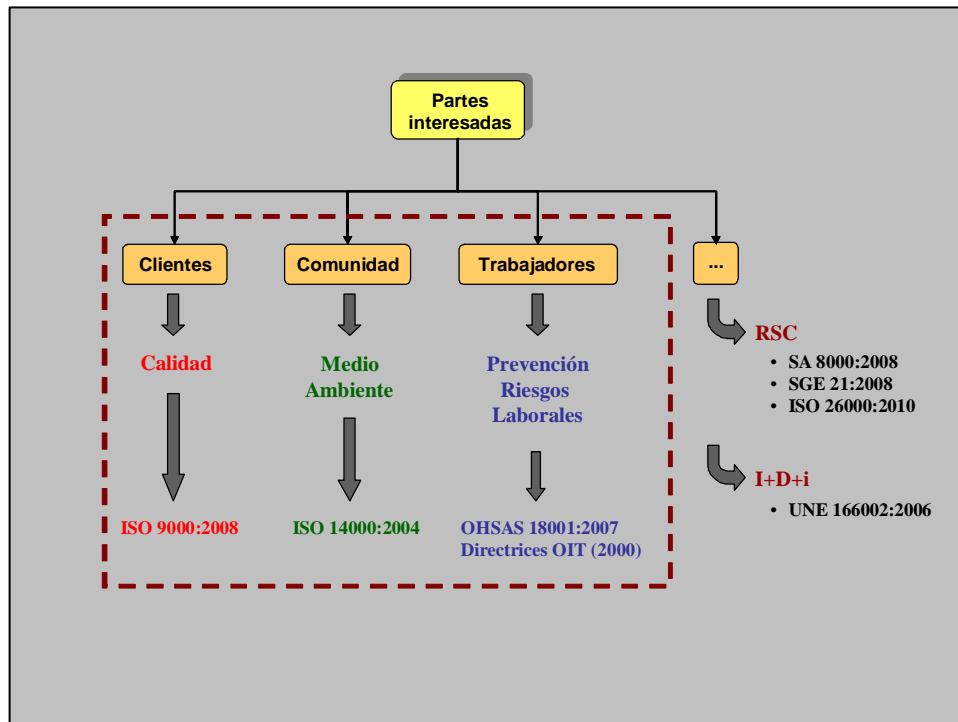 Partes
interesadas
Clientes
Comunidad
Trabajadores
...
Calidad
Medio
Ambiente
Prevención
Riesgos
Laborales
RSC
• SA 8000:2008
• SGE 21:2008
• ISO 26000:2010
I+D+i
• UNE 166002:2006
ISO 9000:2008
ISO 14000:2004
OHSAS 18001:2007
Directrices OIT (2000)